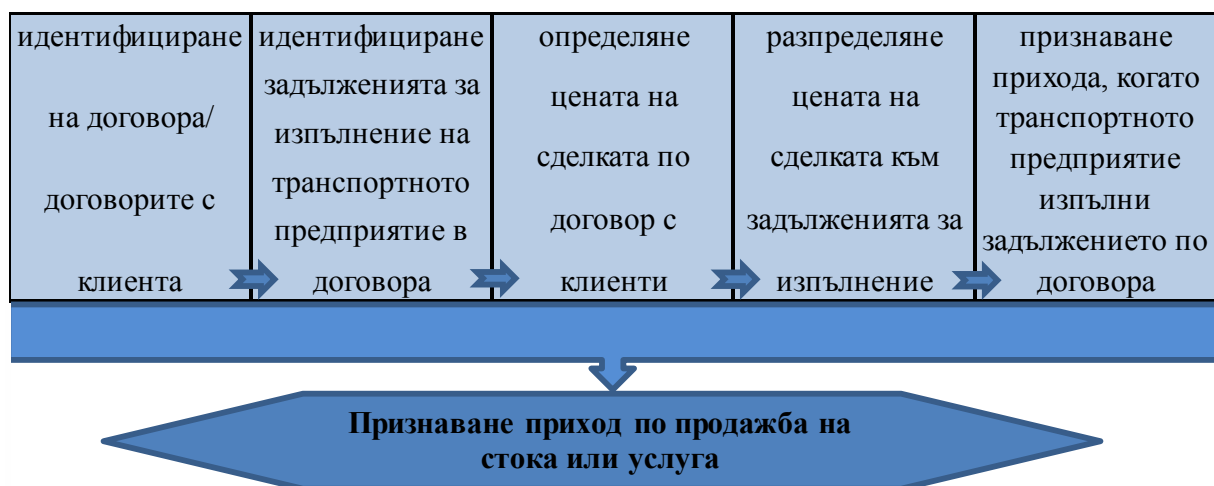 идентифициране
на договора/
договорите с
клиента
идентифициране
задълженията за
изпълнение на
транспортното
предприятие в
договора
определяне
цената на
сделката по
договор с
клиенти
разпределяне
цената на
сделката към
задълженията за
изпълнение
признаване
прихода, когато
транспортното
предприятие
изпълни
задължението по
договора
Признаване приход по продажба на
стока или услуга